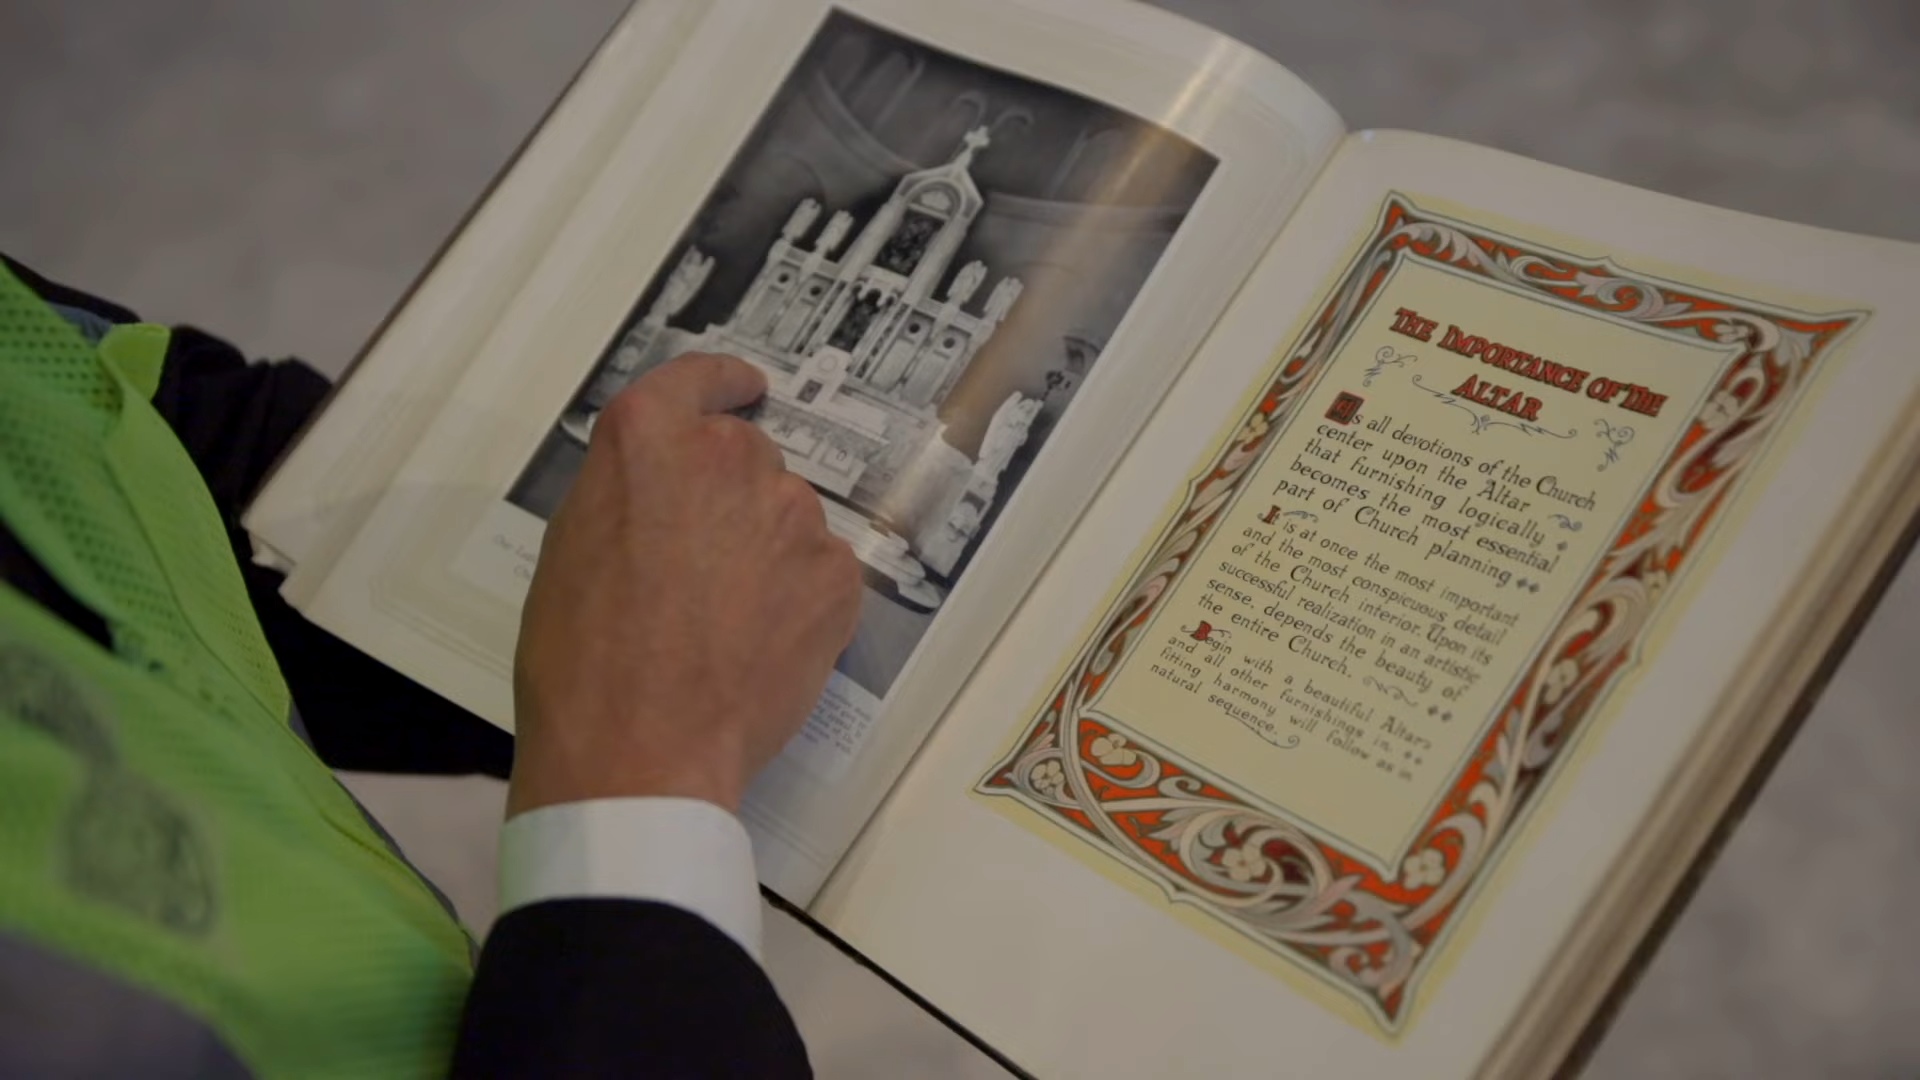 Our
THE IMPORTANCE OF THE
ALTAR
As all devotions of the Church
center upon the Altar
that furnishing logically
becomes the most essential
part of Church planning
It is at once the most important
and the most conspicuous detail
of the Church interior. Upon its
successful realization in an artistic
sense, depends the beauty of
the entire Church.
Begin with a beautiful Altar
and all other furnishings in
fitting harmony will follow as in
natural sequence.